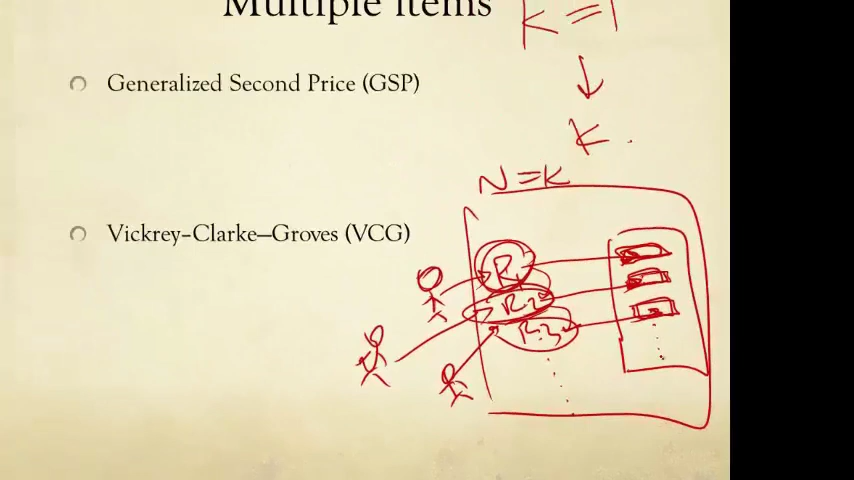 Multiple items
K = 1
Generalized Second Price (GSP)
K
N = K
Vickrey–Clarke–Groves (VCG)
R1
R2
R3